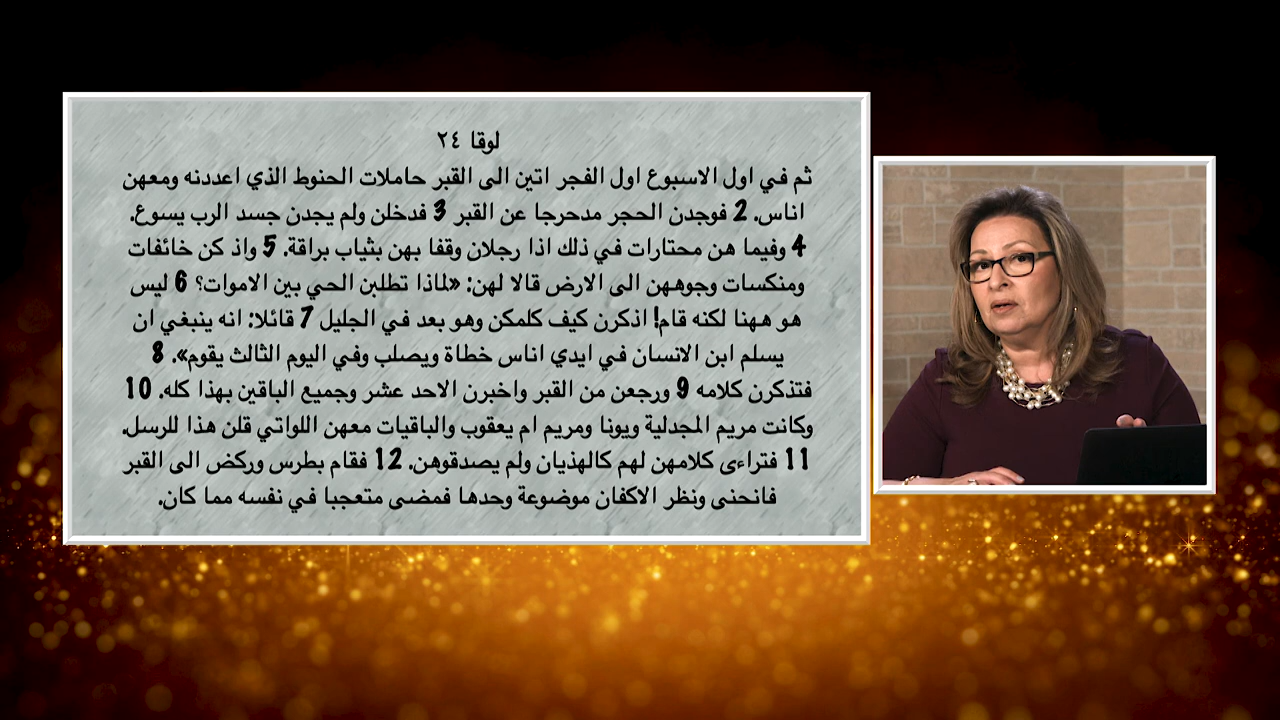 لوقا ٢٤
ثم في اول الاسبوع اول الفجر اتين الى القبر حاملات الحنوط الذي اعددنه ومعهن
اناس. 2 فوجدن الحجر مدحرجا عن القبر 3 فدخلن ولم يجدن جسد الرب يسوع.
4 وفيما هن محتارات في ذلك اذا رجلان وقفا بهن بثياب براقة. 5 واذ كن خائفات
ومنكسات وجوههن الى الارض قالا لهن: «لماذا تطلبن الحي بين الاموات؟ 6 ليس
هو ههنا لكنه قام! اذكرن كيف كلمكن وهو بعد في الجليل 7 قائلا: انه ينبغي ان
يسلم ابن الانسان في ايدي اناس خطاة ويصلب وفي اليوم الثالث يقوم». 8
فتذكرن كلامه 9 ورجعن من القبر واخبرن الاحد عشر وجميع الباقين بهذا كله. 10
وكانت مريم المجدلية ويونا ومريم ام يعقوب والباقيات معهن اللواتي قلن هذا للرسل.
11 فتراءى كلامهن لهم كالهذيان ولم يصدقوهن. 12 فقام بطرس وركض الى القبر
فانحنى ونظر الاكفان موضوعة وحدها فمضى متعجبا في نفسه مما كان.